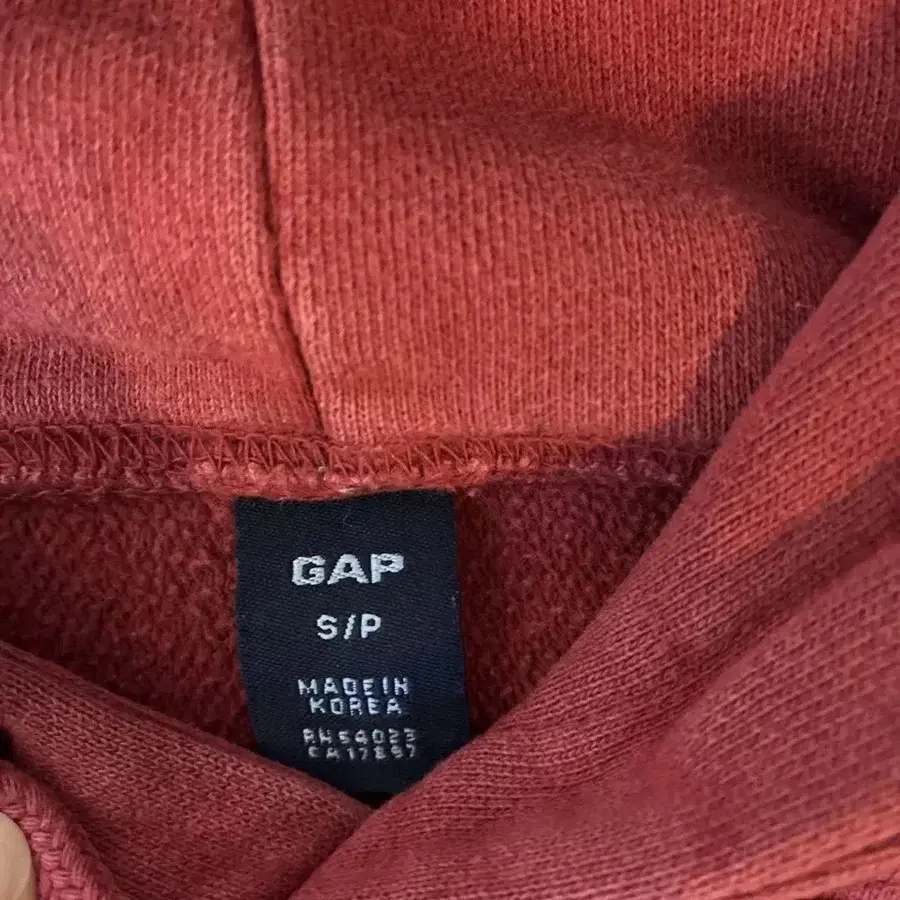 GAP
S/P
MADE IN
KOREA
RN54023
CA17897